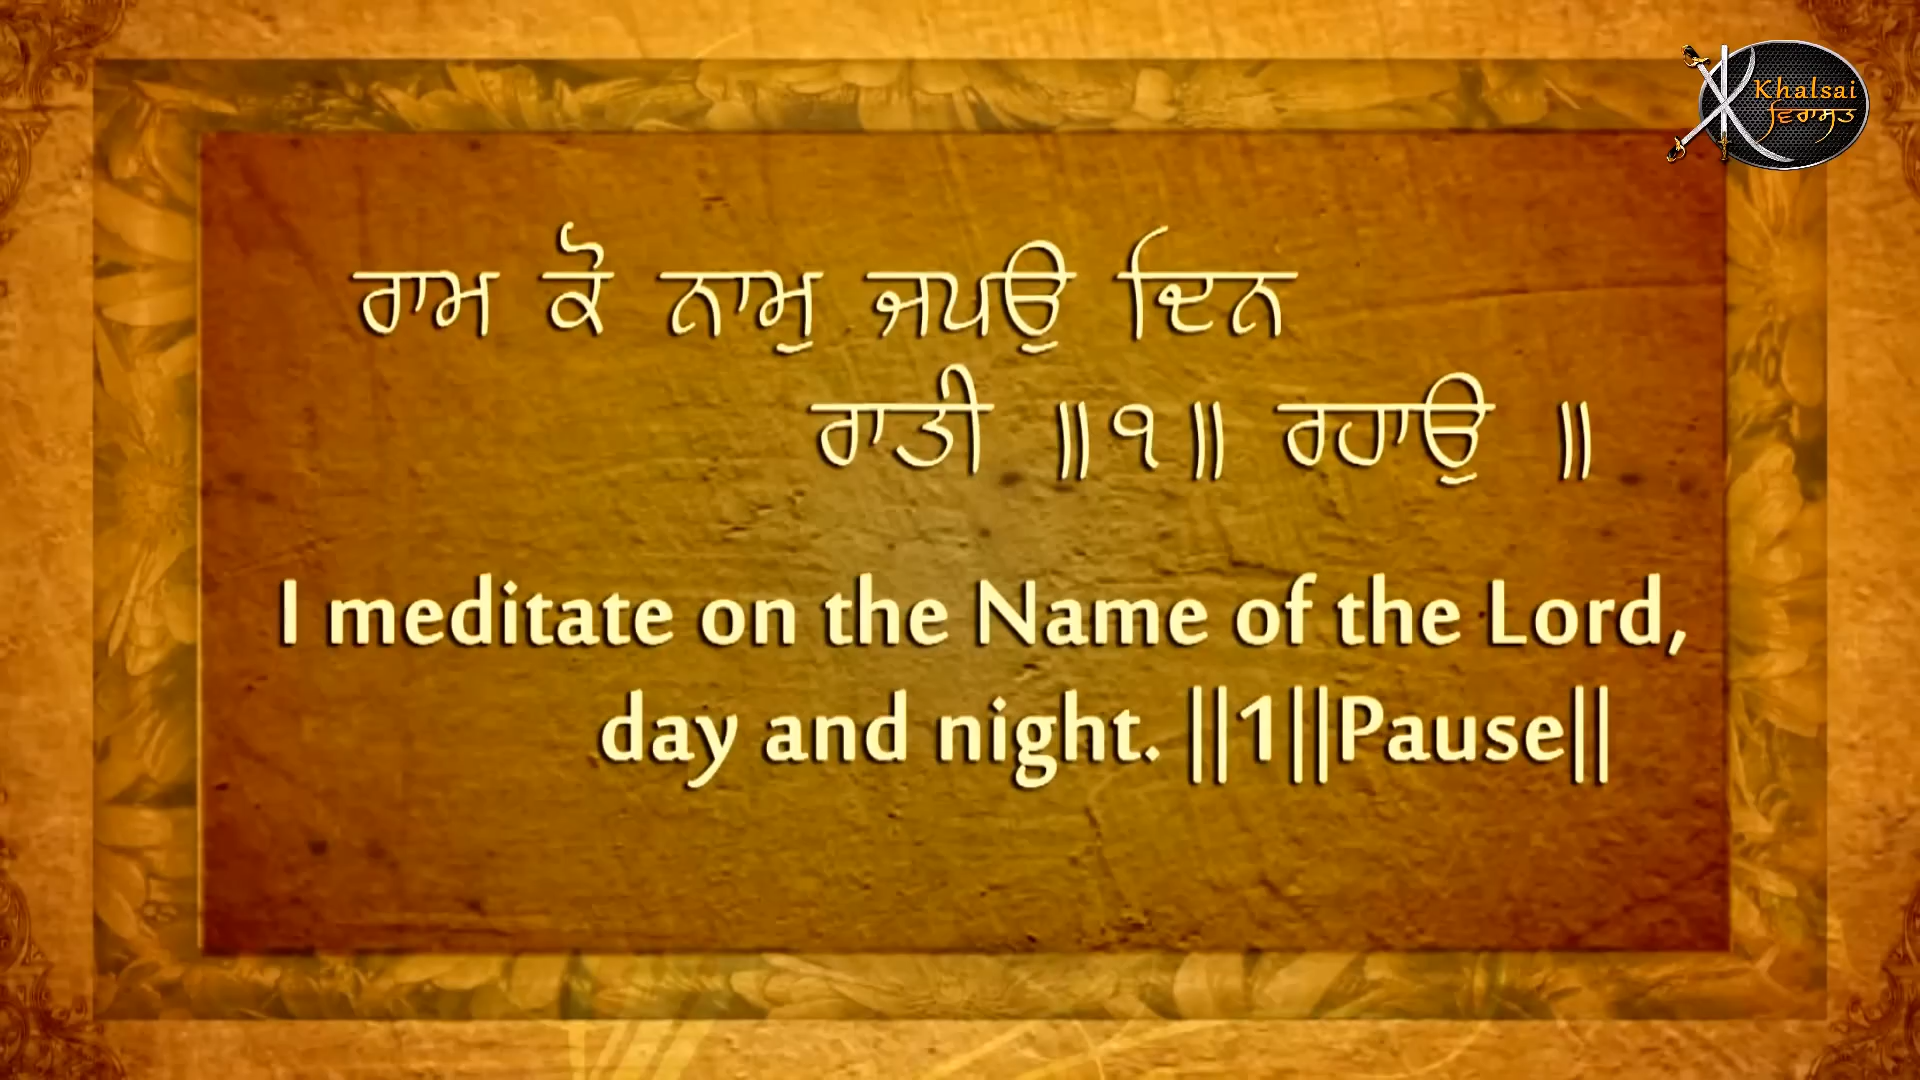 Khalsai
ਵਿਰਾਸਤ
ਰਾਮ ਕੋ ਨਾਮੁ ਜਪਉ ਦਿਨ
ਰਾਤੀ ॥੧॥ ਰਹਾਉ ॥
I meditate on the Name of the Lord,
day and night. ||1||Pause||